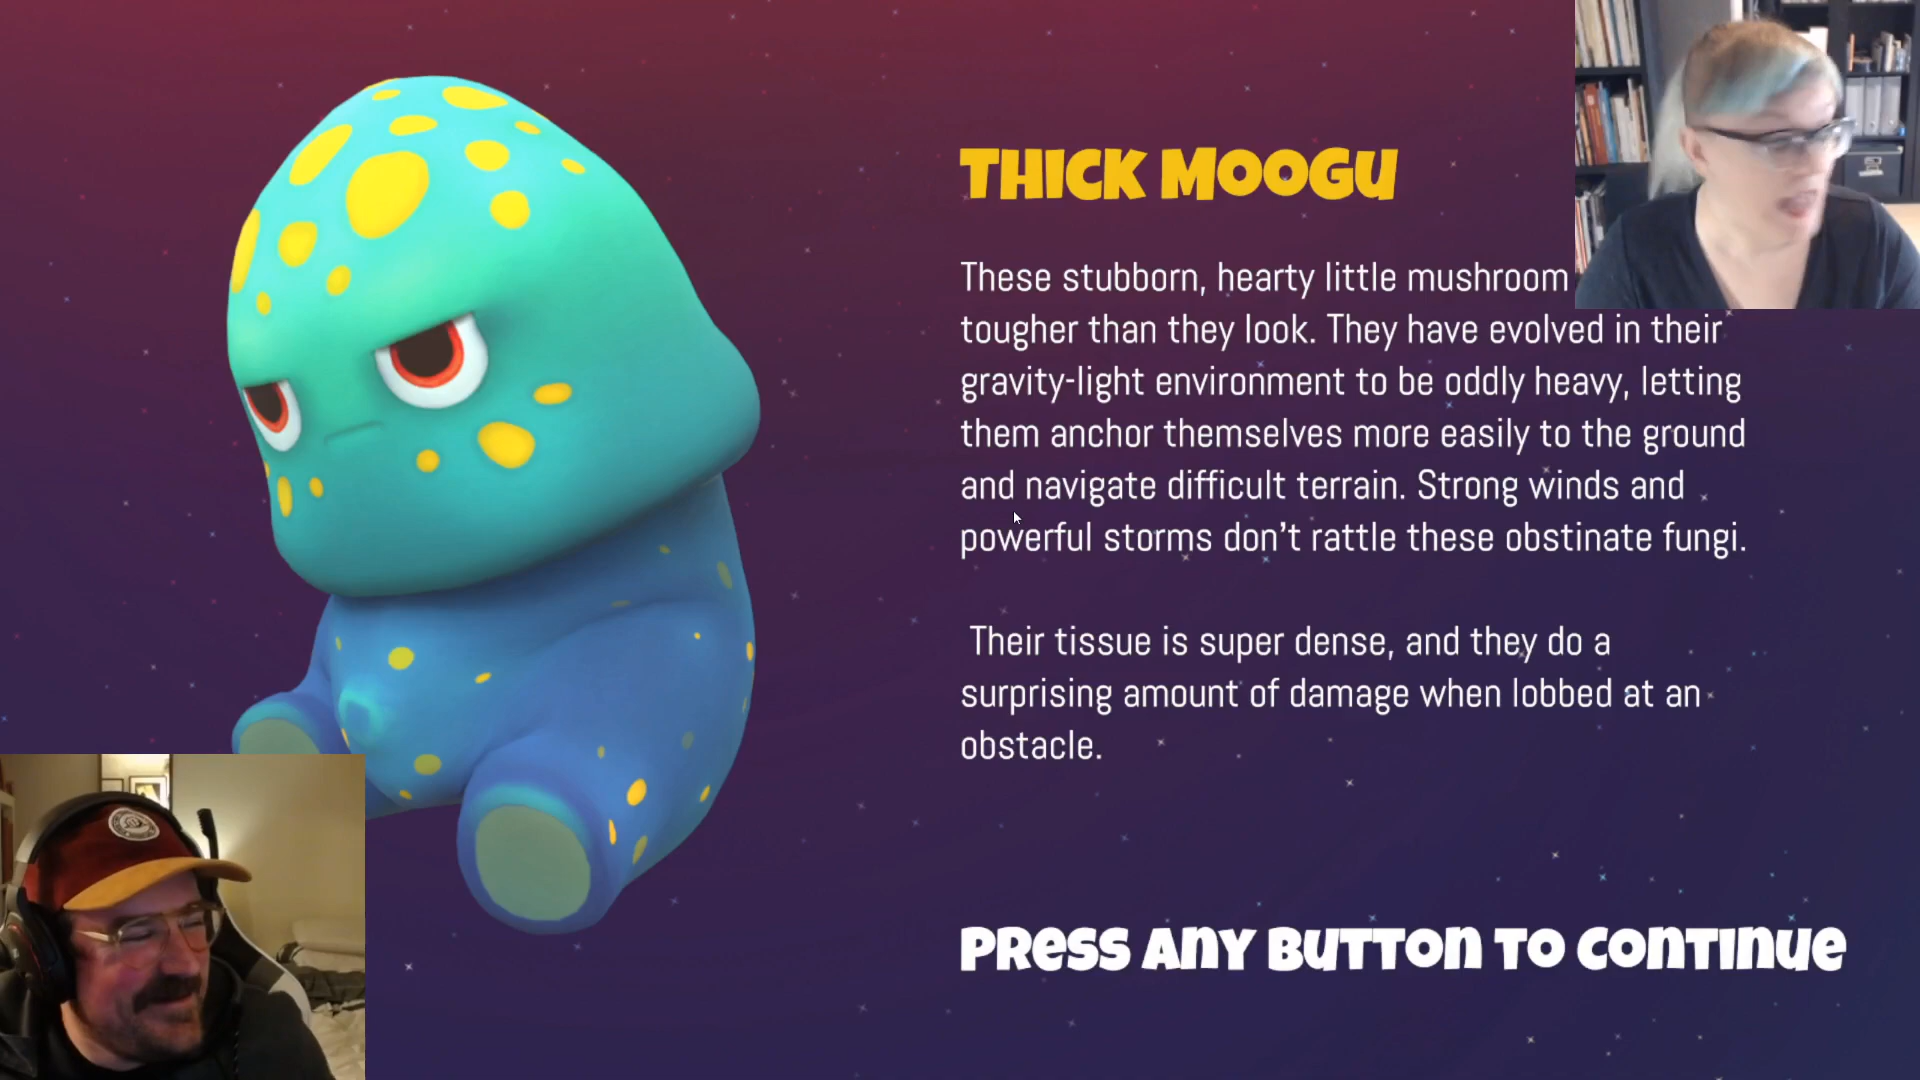 THICK MOOGU
These stubborn, hearty little mushroom
tougher than they look. They have evolved in their
gravity-light environment to be oddly heavy, letting
them anchor themselves more easily to the ground
and navigate difficult terrain. Strong winds and
powerful storms don't rattle these obstinate fungi.
Their tissue is super dense, and they do a
surprising amount of damage when lobbed at an
obstacle.
PRESS ANY BUTTON TO CONTINUE